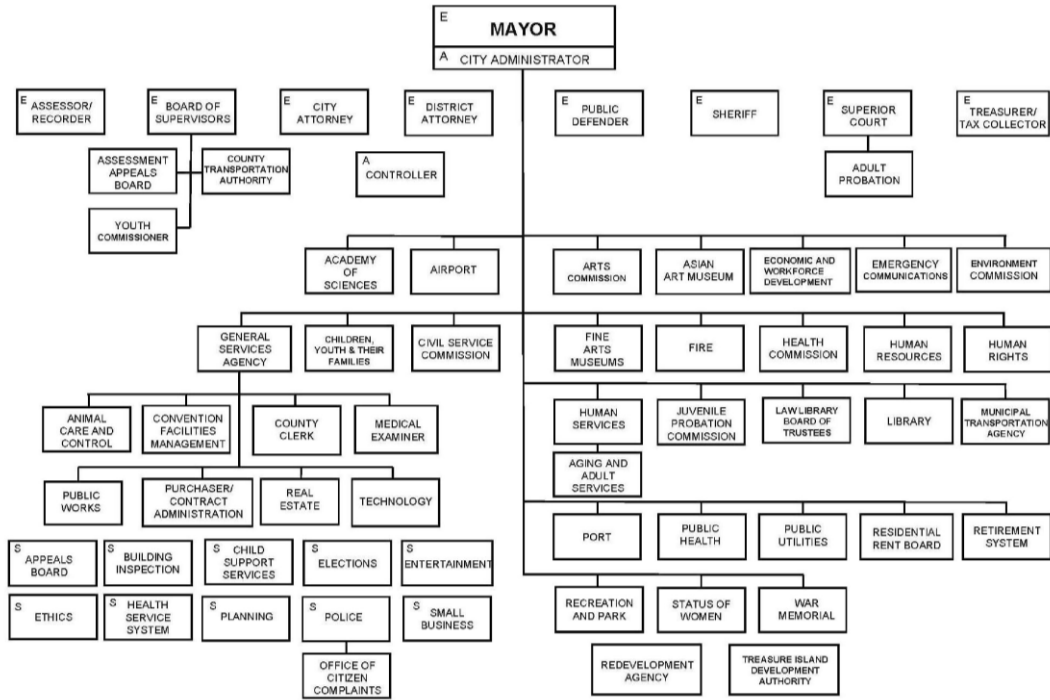 E
MAYOR
A CITY ADMINISTRATOR
E ASSESSOR/
RECORDER
E BOARD OF
SUPERVISORS
E CITY
ATTORNEY
E DISTRICT
ATTORNEY
E PUBLIC
DEFENDER
E SHERIFF
E SUPERIOR
COURT
E TREASURER/
TAX COLLECTOR
ASSESSMENT
APPEALS
BOARD
COUNTY
TRANSPORTATION
AUTHORITY
A
CONTROLLER
ADULT
PROBATION
YOUTH
COMMISSIONER
ACADEMY
OF
SCIENCES
AIRPORT
ARTS
COMMISSION
ASIAN
ART MUSEUM
ECONOMIC AND
WORKFORCE
DEVELOPMENT
EMERGENCY
COMMUNICATIONS
ENVIRONMENT
COMMISSION
GENERAL
SERVICES
AGENCY
CHILDREN,
YOUTH & THEIR
FAMILIES
CIVIL SERVICE
COMMISSION
FINE
ARTS
MUSEUMS
FIRE
HEALTH
COMMISSION
HUMAN
RESOURCES
HUMAN
RIGHTS
ANIMAL
CARE AND
CONTROL
CONVENTION
FACILITIES
MANAGEMENT
COUNTY
CLERK
MEDICAL
EXAMINER
HUMAN
SERVICES
JUVENILE
PROBATION
COMMISSION
LAW LIBRARY
BOARD OF
TRUSTEES
LIBRARY
MUNICIPAL
TRANSPORTATION
AGENCY
AGING AND
ADULT
SERVICES
PUBLIC
WORKS
PURCHASER/
CONTRACT
ADMINISTRATION
REAL
ESTATE
TECHNOLOGY
PORT
PUBLIC
HEALTH
PUBLIC
UTILITIES
RESIDENTIAL
RENT BOARD
RETIREMENT
SYSTEM
S APPEALS
BOARD
S BUILDING
INSPECTION
S CHILD
SUPPORT
SERVICES
S ELECTIONS
S ENTERTAINMENT
S ETHICS
S HEALTH
SERVICE
SYSTEM
S PLANNING
S POLICE
S SMALL
BUSINESS
RECREATION
AND PARK
STATUS OF
WOMEN
WAR
MEMORIAL
OFFICE OF
CITIZEN
COMPLAINTS
REDEVELOPMENT
AGENCY
TREASURE ISLAND
DEVELOPMENT
AUTHORITY